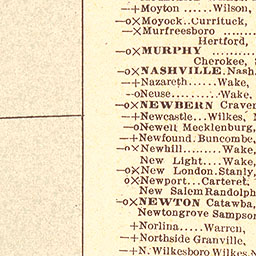 —+Moyton .... Wilson,
—o×Moyock..Currituck,
—×Murfreesboro
Hertford,
—o×MURPHY
Cherokee, S
—o×NASHVILLE.Nash.
—+Nazareth......Wake,
—oNeuse...........Wake,
—o×NEWBERN Craven
—+Newcastle...Wilkes, M
—oNewell Mecklenburg,
—+Newfound.Buncombe,
—o×Newhill........Wake,
New Light....Wake,
—o×New London.Stanly,
o×Newport...Carteret,
New Salem Randolph
—o×NEWTON Catawba,
Newtongrove Sampson
—+Norlina.....Warren,
—+Northside Granville,
—+N. Wilkesboro Wilkes, N